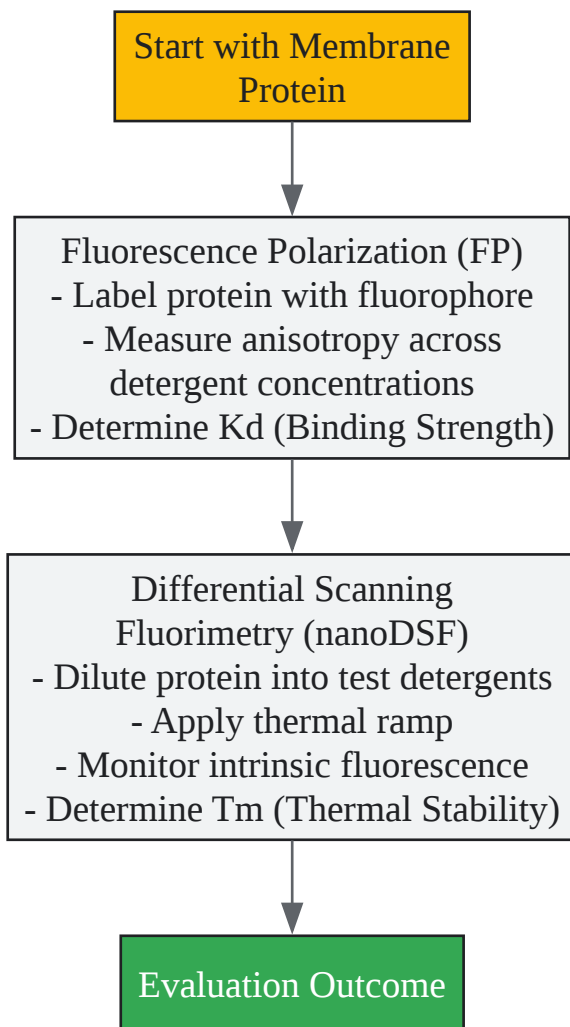 Start with Membrane
Protein
Fluorescence Polarization (FP)
- Label protein with fluorophore
- Measure anisotropy across
detergent concentrations
- Determine Kd (Binding Strength)
Differential Scanning
Fluorimetry (nanoDSF)
- Dilute protein into test detergents
- Apply thermal ramp
- Monitor intrinsic fluorescence
- Determine Tm (Thermal Stability)
Evaluation Outcome